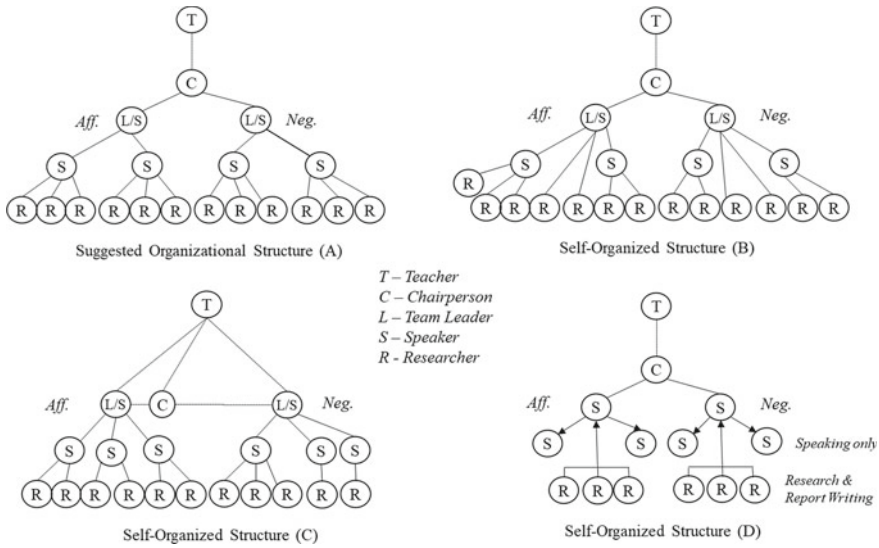 T
C
Aff. L/S L/S Neg.
S S S S
R R R R R R R R R R R R
Suggested Organizational Structure (A)
T
C
Aff. L/S L/S Neg.
S S S S
R
R R R R R R R R R R R R
Self-Organized Structure (B)
T – Teacher
C – Chairperson
L – Team Leader
S – Speaker
R - Researcher
T
Aff. L/S C L/S Neg.
S S S S S S
R R R R R R R R R R R
Self-Organized Structure (C)
T
C
Aff. S S Neg.
S S S S Speaking only
R R R R R R Research &
Report Writing
Self-Organized Structure (D)